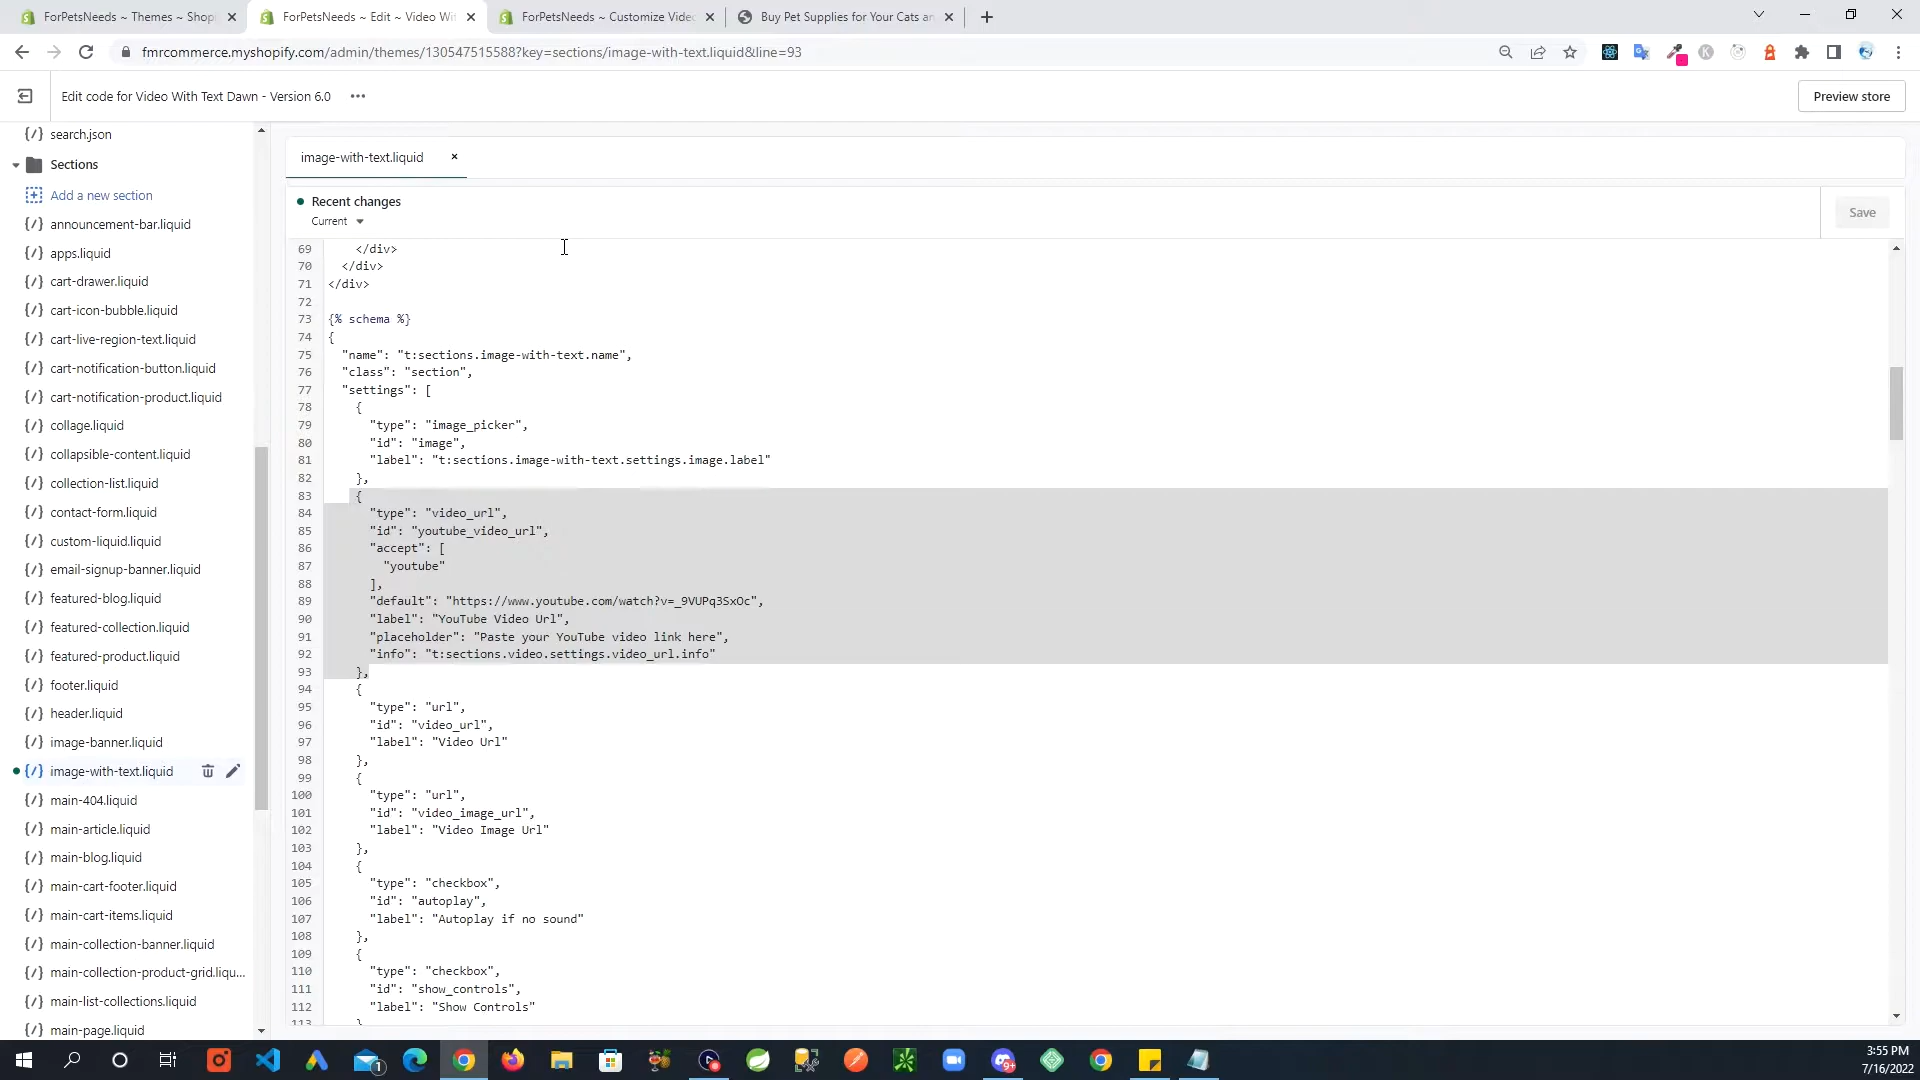 ForPetsNeeds ~ Themes ~ Shop
ForPetsNeeds ~ Edit ~ Video Wit
ForPetsNeeds ~ Customize Video
Buy Pet Supplies for Your Cats an
fmrcommerce.myshopify.com/admin/themes/130547515588?key=sections/image-with-text.liquid&line=93
Edit code for Video With Text Dawn - Version 6.0
Preview store
search.json
Sections
Add a new section
announcement-bar.liquid
apps.liquid
cart-drawer.liquid
cart-icon-bubble.liquid
cart-live-region-text.liquid
cart-notification-button.liquid
cart-notification-product.liquid
collage.liquid
collapsible-content.liquid
collection-list.liquid
contact-form.liquid
custom-liquid.liquid
email-signup-banner.liquid
featured-blog.liquid
featured-collection.liquid
featured-product.liquid
footer.liquid
header.liquid
image-banner.liquid
image-with-text.liquid
main-404.liquid
main-article.liquid
main-blog.liquid
main-cart-footer.liquid
main-cart-items.liquid
main-collection-banner.liquid
main-collection-product-grid.liqu...
main-list-collections.liquid
main-page.liquid
image-with-text.liquid
Recent changes
Current
Save
69 </div>
70 </div>
71 </div>
72
73 {% schema %}
74 {
75 "name": "t:sections.image-with-text.name",
76 "class": "section",
77 "settings": [
78 {
79 "type": "image_picker",
80 "id": "image",
81 "label": "t:sections.image-with-text.settings.image.label"
82 },
83 {
84 "type": "video_url",
85 "id": "youtube_video_url",
86 "accept": [
87 "youtube"
88 ],
89 "default": "https://www.youtube.com/watch?v=_9VUPq3SxOc",
90 "label": "YouTube Video Url",
91 "placeholder": "Paste your YouTube video link here",
92 "info": "t:sections.video.settings.video_url.info"
93 },
94 {
95 "type": "url",
96 "id": "video_url",
97 "label": "Video Url"
98 },
99 {
100 "type": "url",
101 "id": "video_image_url",
102 "label": "Video Image Url"
103 },
104 {
105 "type": "checkbox",
106 "id": "autoplay",
107 "label": "Autoplay if no sound"
108 },
109 {
110 "type": "checkbox",
111 "id": "show_controls",
112 "label": "Show Controls"
113 }
3:55 PM
7/16/2022